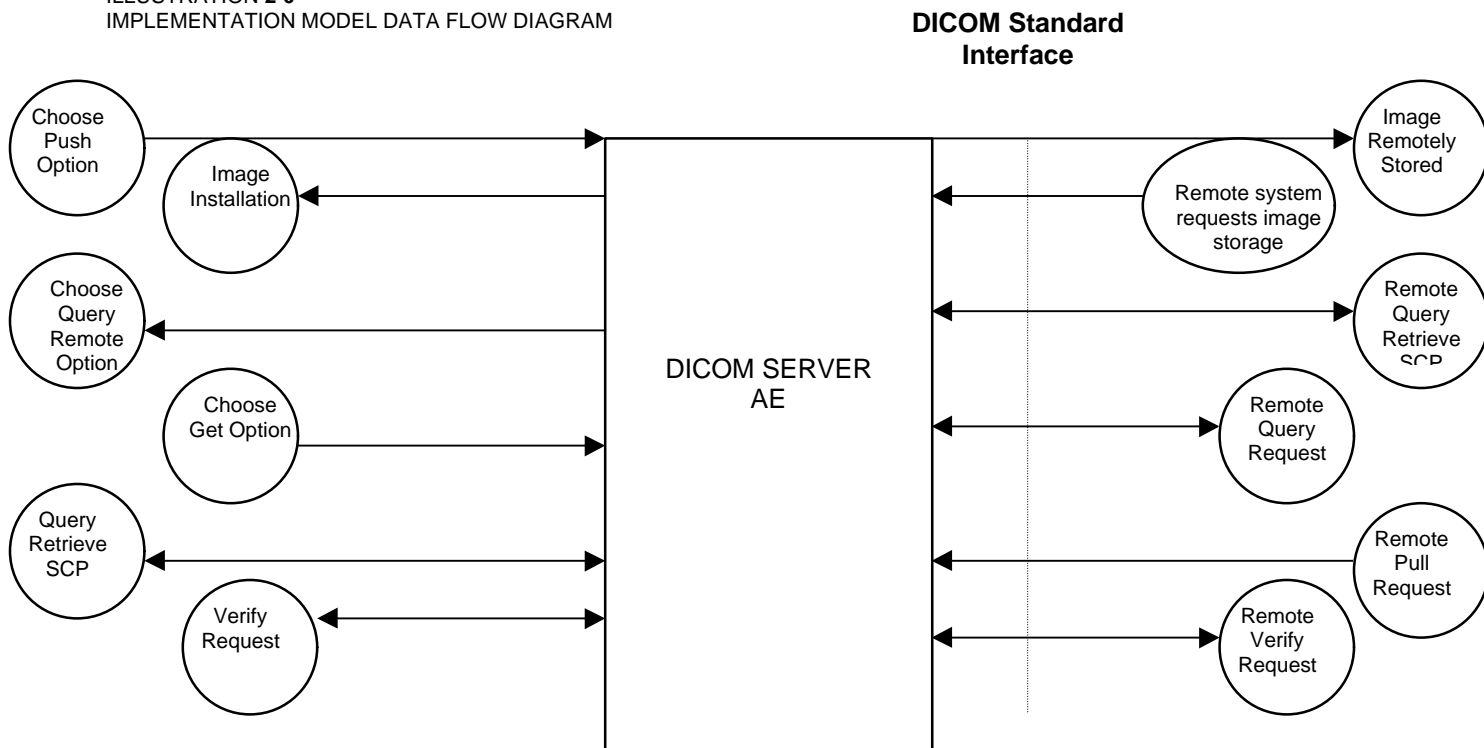 IMPLEMENTATION MODEL DATA FLOW DIAGRAM
DICOM Standard
Interface
Choose
Push
Option
Image
Installation
Choose
Query
Remote
Option
Choose
Get Option
Query
Retrieve
SCP
Verify
Request
DICOM SERVER
AE
Image
Remotely
Stored
Remote system
requests image
storage
Remote
Query
Retrieve
SCP
Remote
Query
Request
Remote
Pull
Request
Remote
Verify
Request